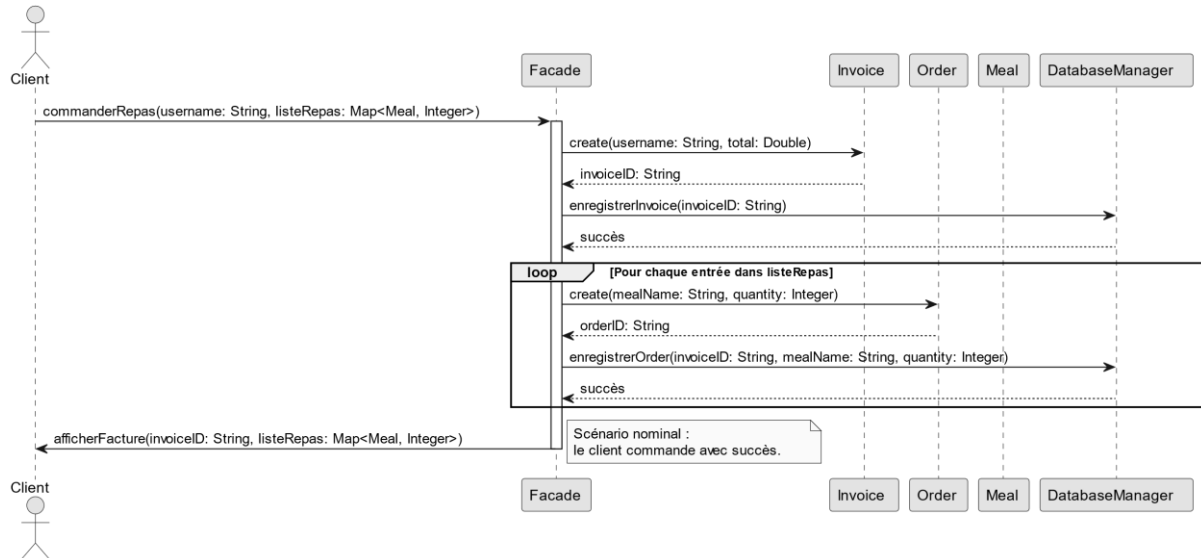 Client
Facade
Invoice
Order
Meal
DatabaseManager
commanderRepas(username: String, listeRepas: Map<Meal, Integer>)
create(username: String, total: Double)
invoiceID: String
enregistrerInvoice(invoiceID: String)
succès
loop
[Pour chaque entrée dans listeRepas]
create(mealName: String, quantity: Integer)
orderID: String
enregistrerOrder(invoiceID: String, mealName: String, quantity: Integer)
succès
afficherFacture(invoiceID: String, listeRepas: Map<Meal, Integer>)
Scénario nominal :
le client commande avec succès.
Client
Facade
Invoice
Order
Meal
DatabaseManager